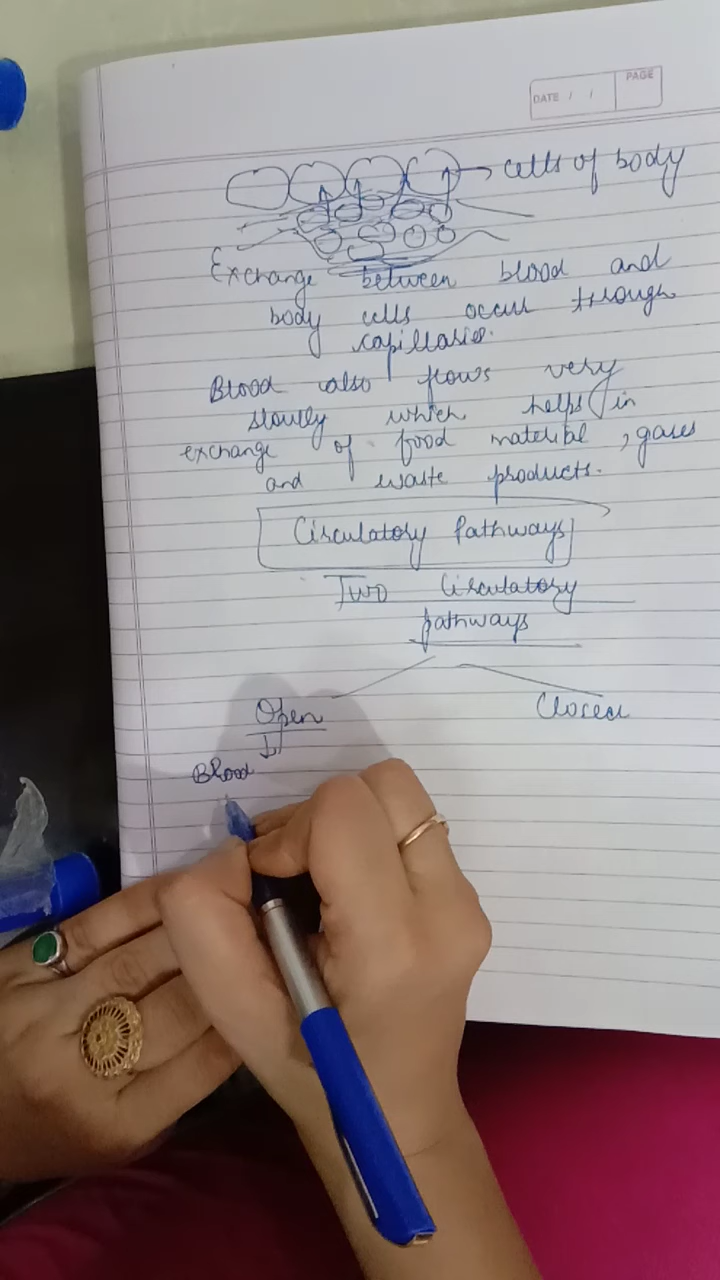 PAGE
DATE / /
cells of body
Exchange between blood and
body cells occur through
capillaries.
Blood also flows very
slowly which helps in
exchange of food material, gases
and waste products.
Circulatory Pathways
Two Circulatory
pathways
Open Closed
Blood